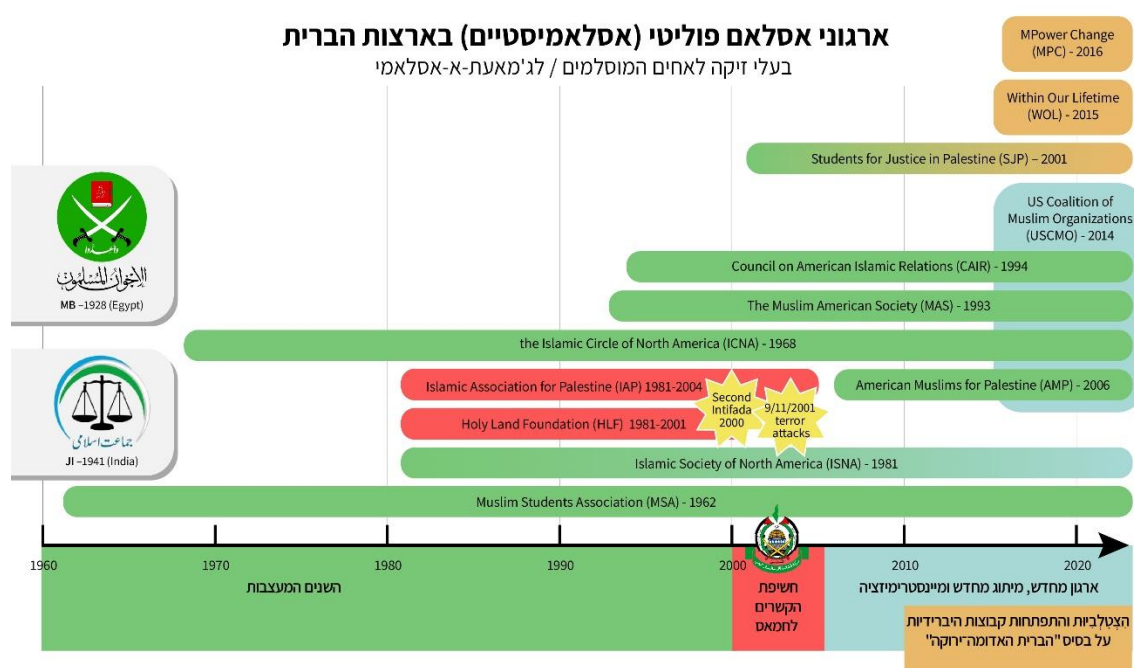 ארגוני אסלאם פוליטי (אסלאמיסטיים) בארצות הברית
בעלי זיקה לאחים המוסלמים / לג'מאעת-א-אסלאמי
MPower Change
(MPC) - 2016
Within Our Lifetime
(WOL) - 2015
Students for Justice in Palestine (SJP) – 2001
US Coalition of
Muslim Organizations
(USCMO) - 2014
Council on American Islamic Relations (CAIR) - 1994
The Muslim American Society (MAS) - 1993
the Islamic Circle of North America (ICNA) - 1968
Islamic Association for Palestine (IAP) 1981-2004
American Muslims for Palestine (AMP) - 2006
Holy Land Foundation (HLF) 1981-2001
Second
Intifada
2000
9/11/2001
terror
attacks
Islamic Society of North America (ISNA) - 1981
Muslim Students Association (MSA) - 1962
وأعدوا
الإخوان المسلمون
MB –1928 (Egypt)
جماعت اسلامی
JI –1941 (India)
1960
1970
1980
1990
2000
2010
2020
השנים המעצבות
חשיפת
הקשרים
לחמאס
ארגון מחדש, מיתוג מחדש ומיינסטרימיזציה
הִצְטַלְּבִיּוּת והתפתחות קבוצות היברידיות
על בסיס "הברית האדומה־ירוקה"